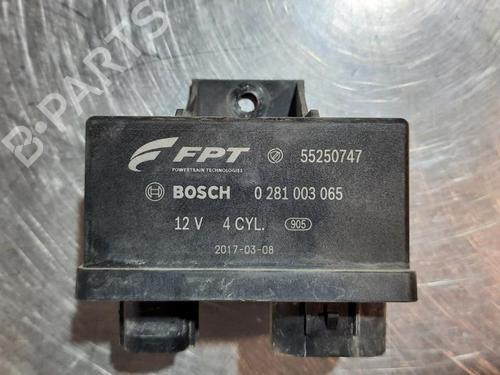 B-PARTS
FPT 55250747
POWERTRAIN TECHNOLOGIES
BOSCH 0 281 003 065
12 V 4 CYL. 905
2017-03-08